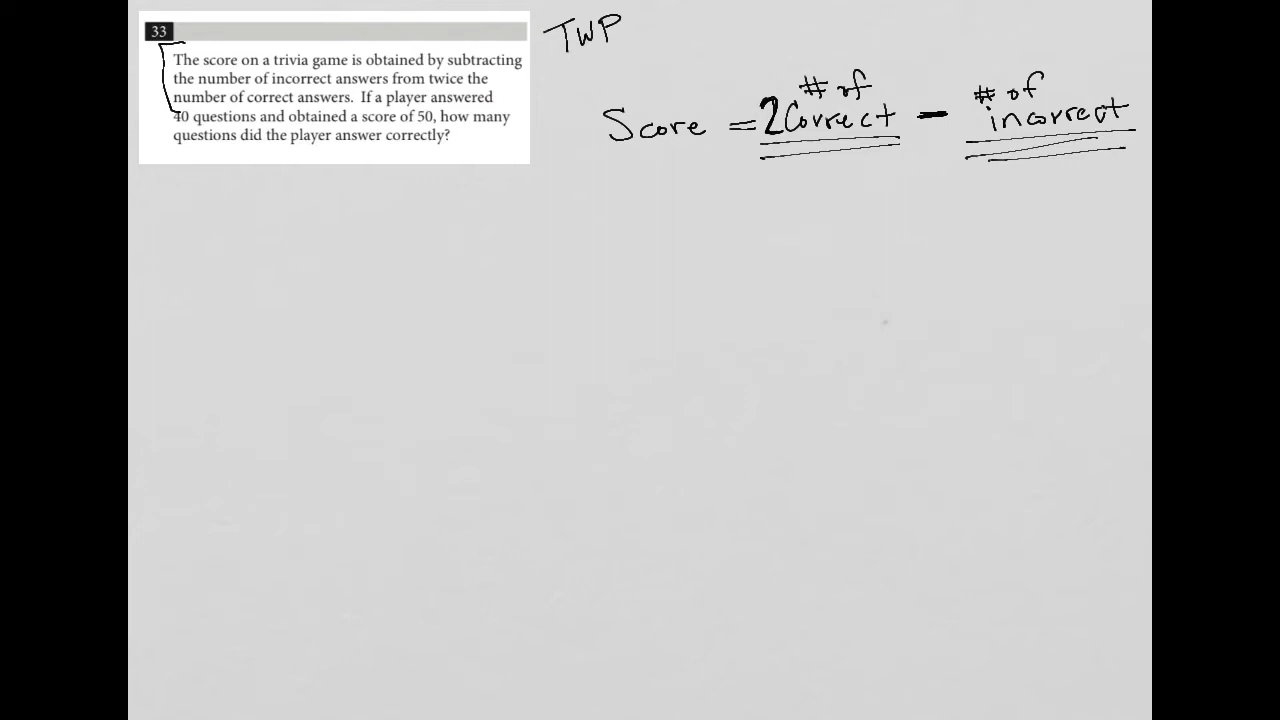 33
The score on a trivia game is obtained by subtracting
the number of incorrect answers from twice the
number of correct answers. If a player answered
40 questions and obtained a score of 50, how many
questions did the player answer correctly?
TWP
# of # of
Score = 2 Correct - incorrect